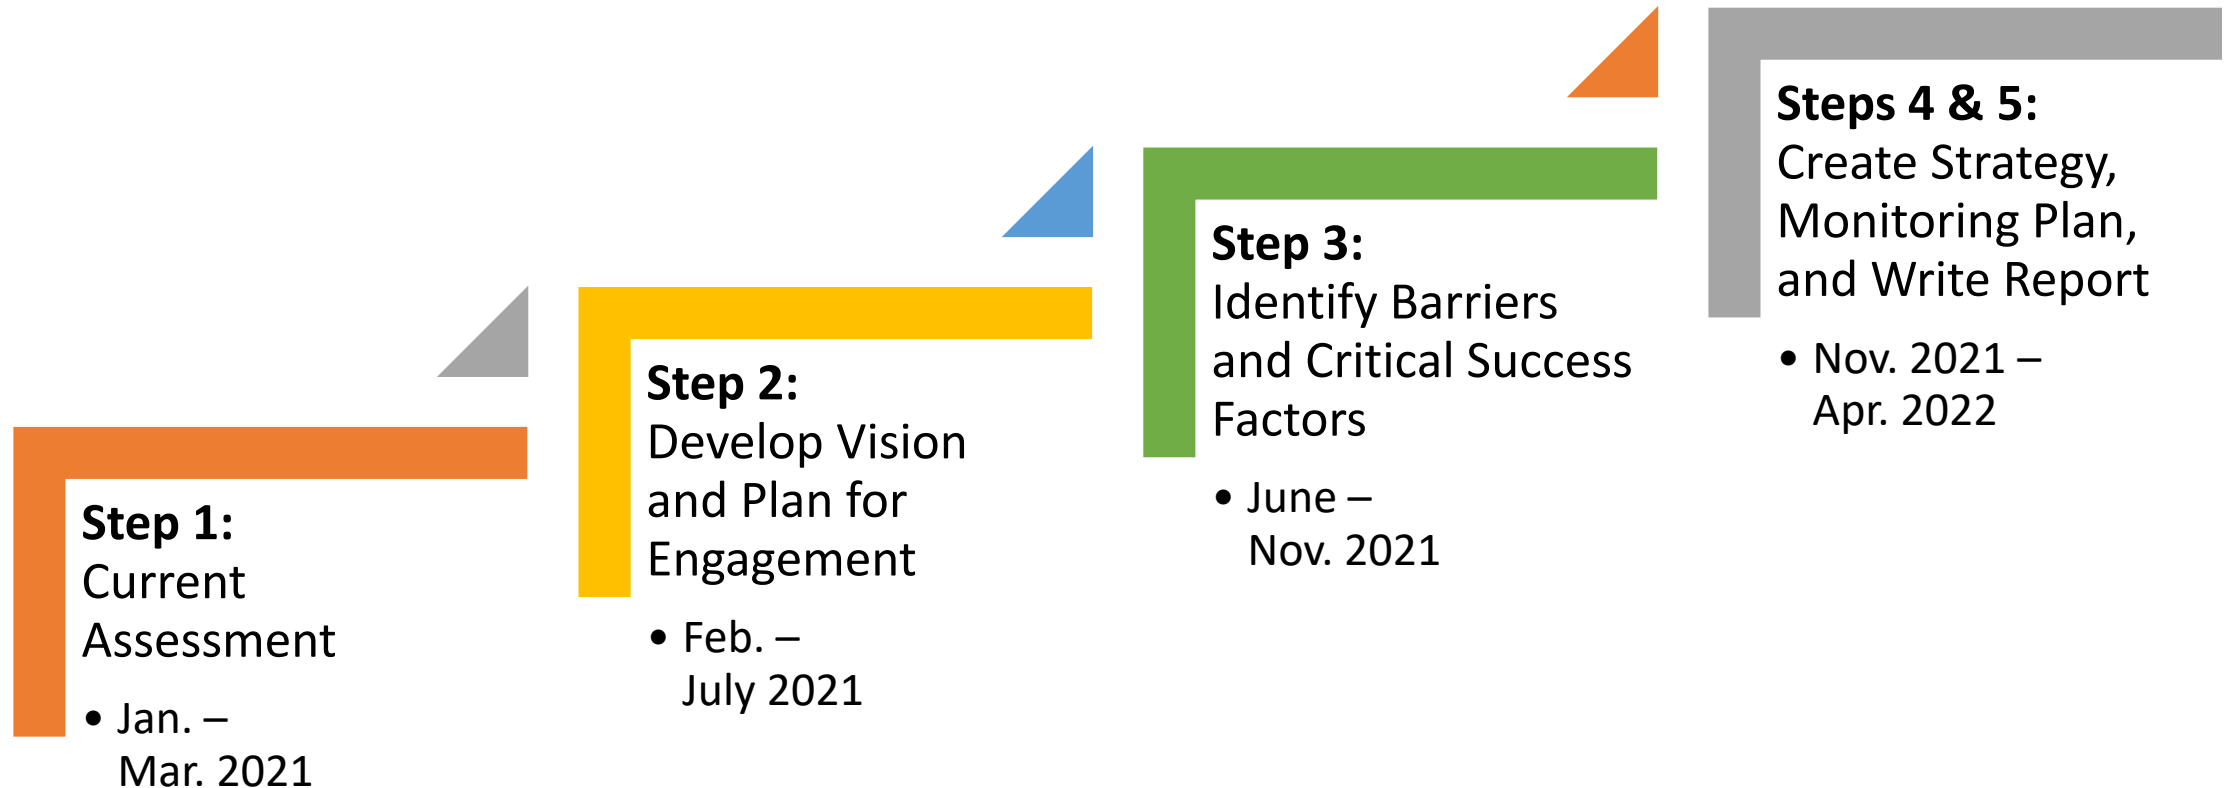 Step 1:
Current
Assessment
• Jan. –
Mar. 2021
Step 2:
Develop Vision
and Plan for
Engagement
• Feb. –
July 2021
Step 3:
Identify Barriers
and Critical Success
Factors
• June –
Nov. 2021
Steps 4 & 5:
Create Strategy,
Monitoring Plan,
and Write Report
• Nov. 2021 –
Apr. 2022